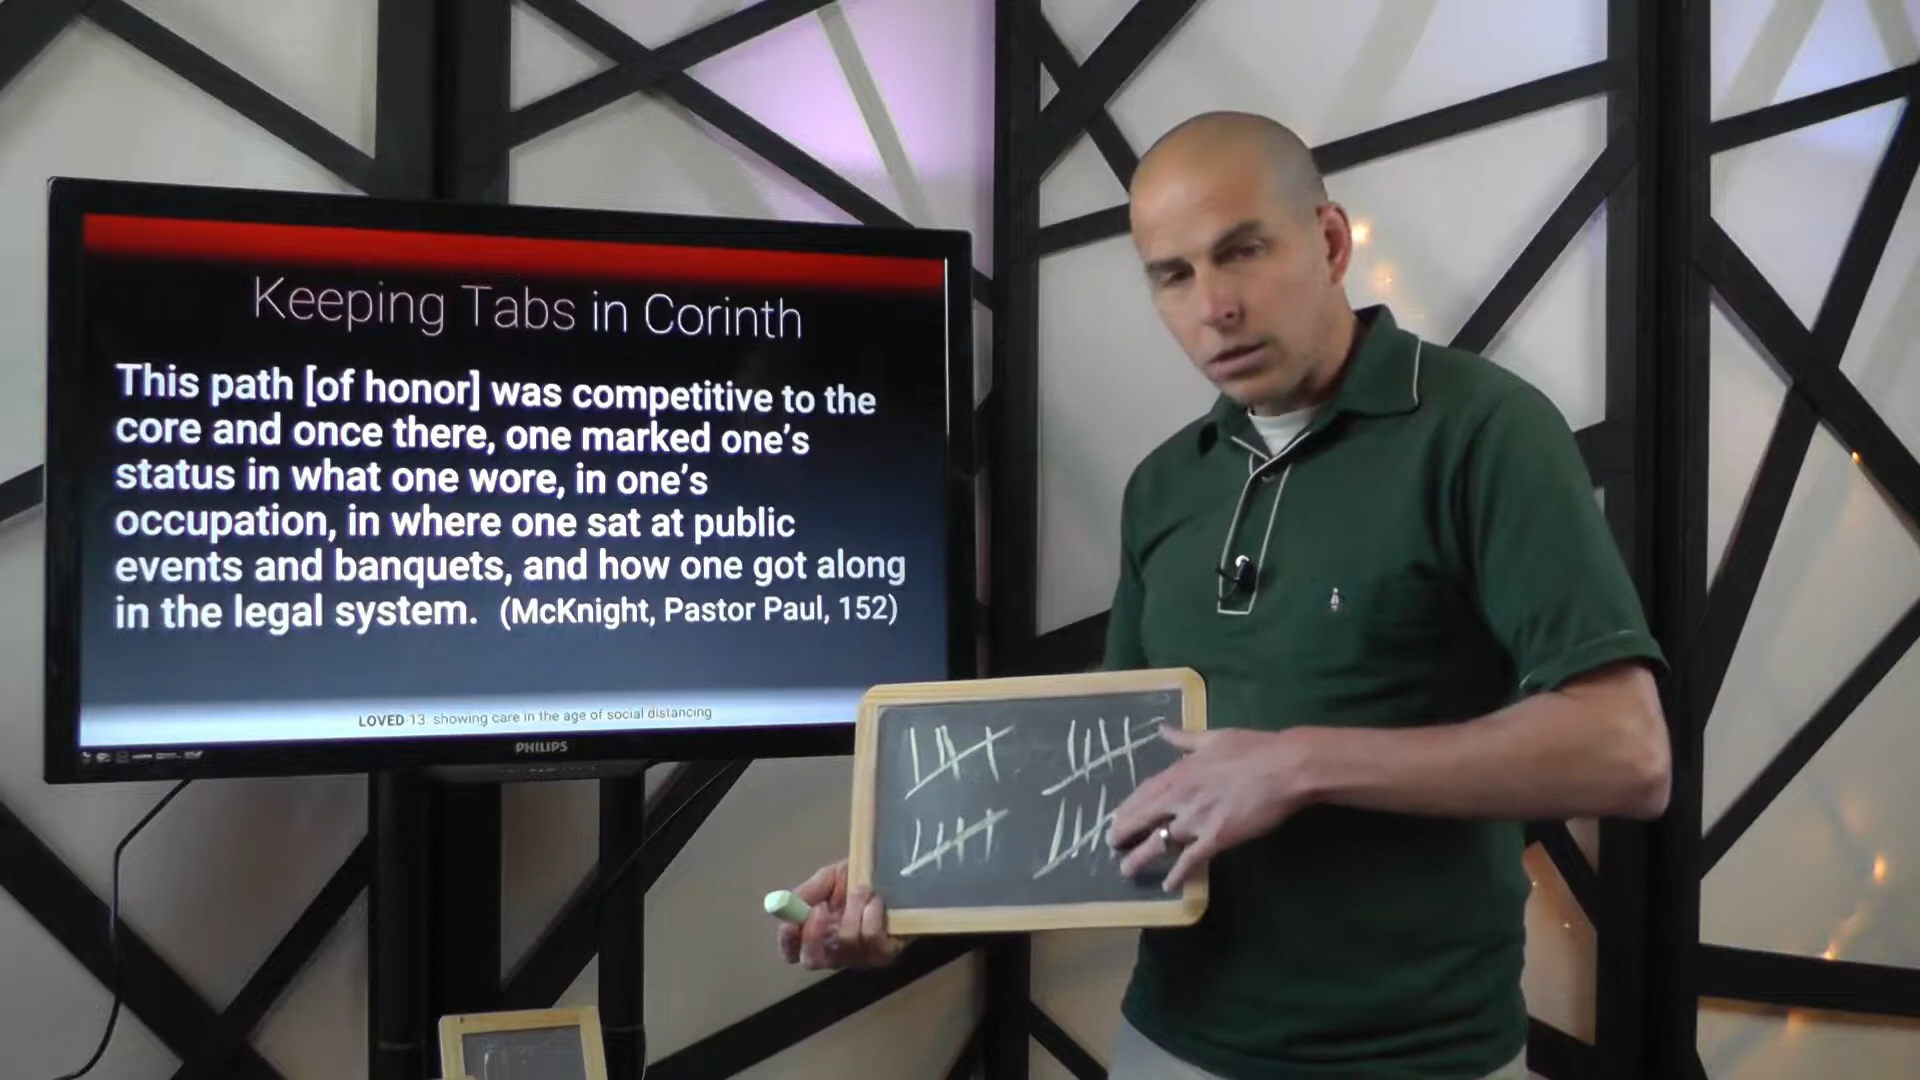 Keeping Tabs in Corinth
This path [of honor] was competitive to the
core and once there, one marked one’s
status in what one wore, in one’s
occupation, in where one sat at public
events and banquets, and how one got along
in the legal system. (McKnight, Pastor Paul, 152)
LOVED 13: showing care in the age of social distancing
PHILIPS